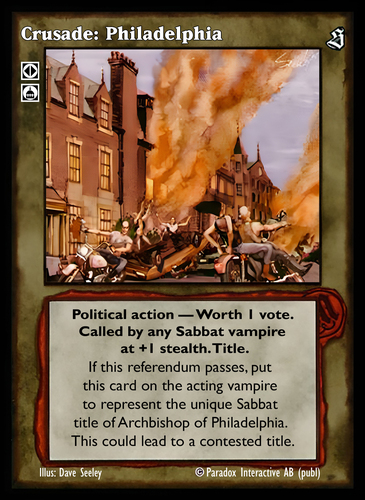 Crusade: Philadelphia
Political action — Worth 1 vote.
Called by any Sabbat vampire
at +1 stealth. Title.
If this referendum passes, put
this card on the acting vampire
to represent the unique Sabbat
title of Archbishop of Philadelphia.
This could lead to a contested title.
Illus: Dave Seeley © Paradox Interactive AB (publ)